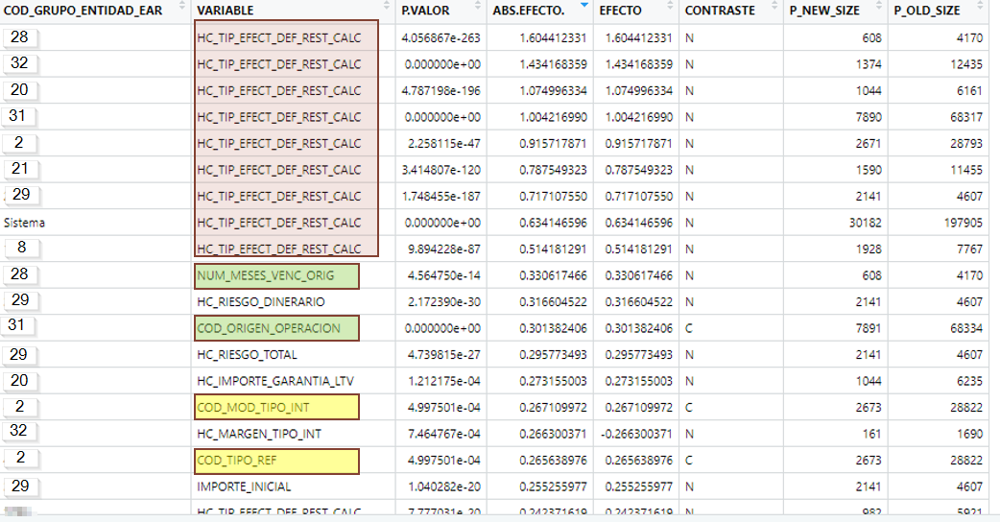 COD_GRUPO_ENTIDAD_EAR VARIABLE P.VALOR ABS.EFECTO. EFECTO CONTRASTE P_NEW_SIZE P_OLD_SIZE
28 HC_TIP_EFECT_DEF_REST_CALC 4.056867e-263 1.604412331 1.604412331 N 608 4170
32 HC_TIP_EFECT_DEF_REST_CALC 0.000000e+00 1.434168359 1.434168359 N 1374 12435
20 HC_TIP_EFECT_DEF_REST_CALC 4.787198e-196 1.074996334 1.074996334 N 1044 6161
31 HC_TIP_EFECT_DEF_REST_CALC 0.000000e+00 1.004216990 1.004216990 N 7890 68317
2 HC_TIP_EFECT_DEF_REST_CALC 2.258115e-47 0.915717871 0.915717871 N 2671 28793
21 HC_TIP_EFECT_DEF_REST_CALC 3.414807e-120 0.787549323 0.787549323 N 1590 11455
29 HC_TIP_EFECT_DEF_REST_CALC 1.748455e-187 0.717107550 0.717107550 N 2141 4607
Sistema HC_TIP_EFECT_DEF_REST_CALC 0.000000e+00 0.634146596 0.634146596 N 30182 197905
8 HC_TIP_EFECT_DEF_REST_CALC 9.894228e-87 0.514181291 0.514181291 N 1928 7767
28 NUM_MESES_VENC_ORIG 4.564750e-14 0.330617466 0.330617466 N 608 4170
29 HC_RIESGO_DINERARIO 2.172390e-30 0.316604522 0.316604522 N 2141 4607
31 COD_ORIGEN_OPERACION 0.000000e+00 0.301382406 0.301382406 C 7891 68334
29 HC_RIESGO_TOTAL 4.739815e-27 0.295773493 0.295773493 N 2141 4607
20 HC_IMPORTE_GARANTIA_LTV 1.212175e-04 0.273155003 0.273155003 N 1044 6235
2 COD_MOD_TIPO_INT 4.997501e-04 0.267109972 0.267109972 C 2673 28822
32 HC_MARGEN_TIPO_INT 7.464767e-04 0.266300371 -0.266300371 N 161 1690
2 COD_TIPO_REF 4.997501e-04 0.265638976 0.265638976 C 2673 28822
29 IMPORTE_INICIAL 1.040282e-20 0.255255977 0.255255977 N 2141 4607
HC_TIP_EFECT_DEF_REST_CALC 7.777031e-20 0.242371619 0.242371619 N 982 5921